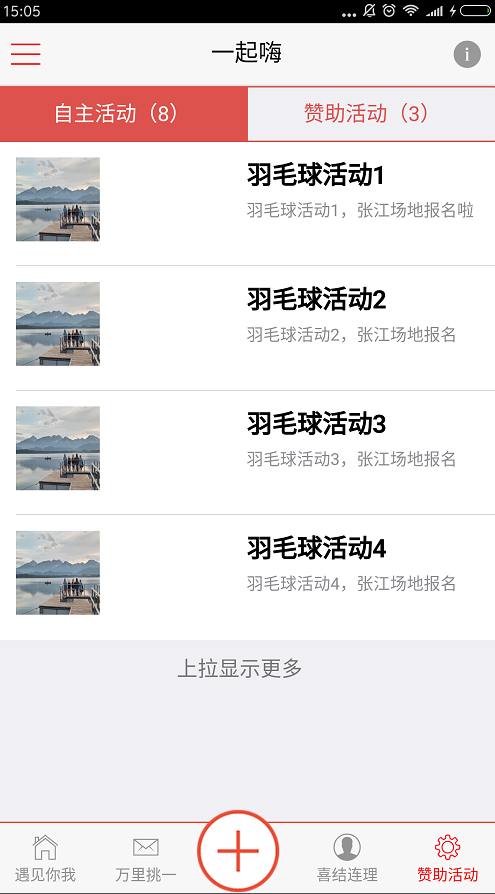 15:05
一起嗨
i
自主活动（8）
赞助活动（3）
羽毛球活动1
羽毛球活动1，张江场地报名啦
羽毛球活动2
羽毛球活动2，张江场地报名
羽毛球活动3
羽毛球活动3，张江场地报名
羽毛球活动4
羽毛球活动4，张江场地报名
上拉显示更多
遇见你我
万里挑一
喜结连理
赞助活动